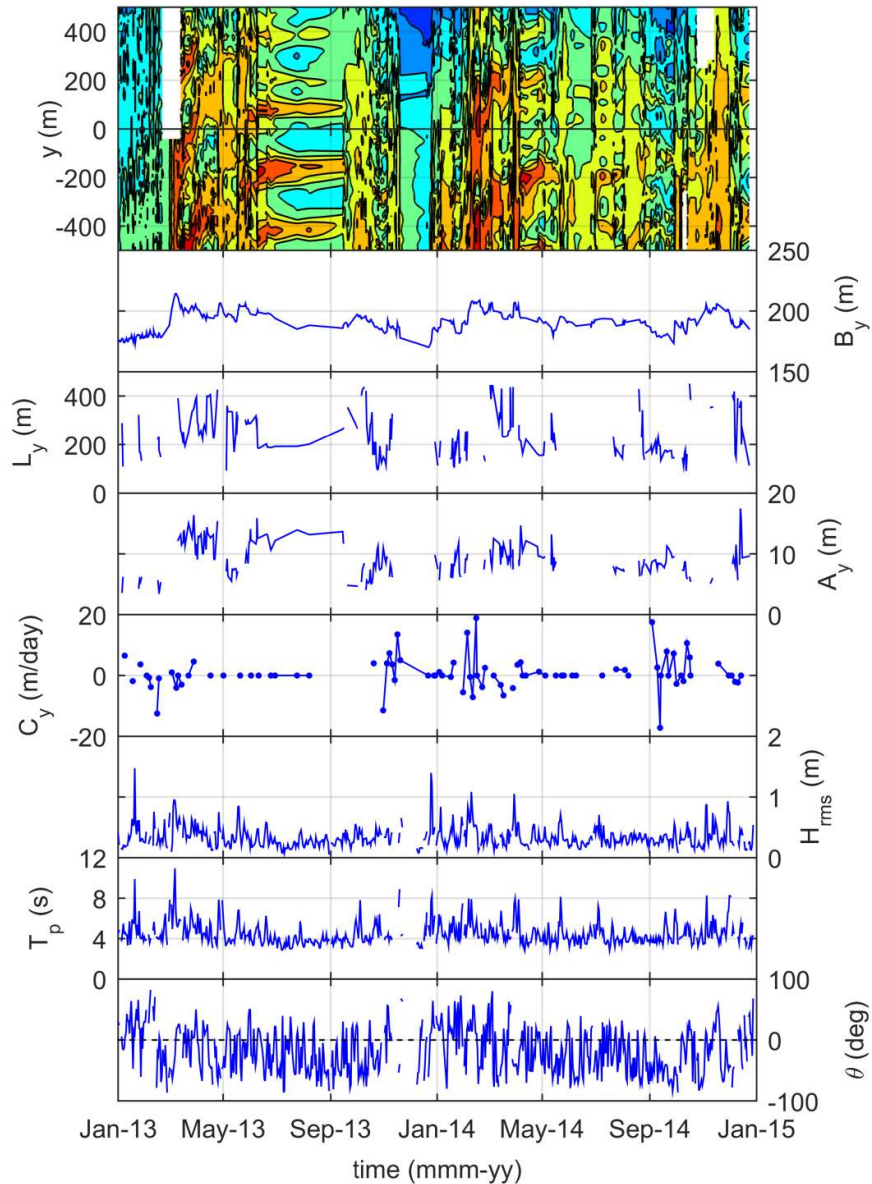 400
200
0
-200
-400
y (m)
250
200
150
B_y (m)
400
200
0
L_y (m)
20
10
0
A_y (m)
20
0
-20
C_y (m/day)
2
1
0
H_rms (m)
12
8
4
0
T_p (s)
100
0
-100
θ (deg)
Jan-13 May-13 Sep-13 Jan-14 May-14 Sep-14 Jan-15
time (mmm-yy)